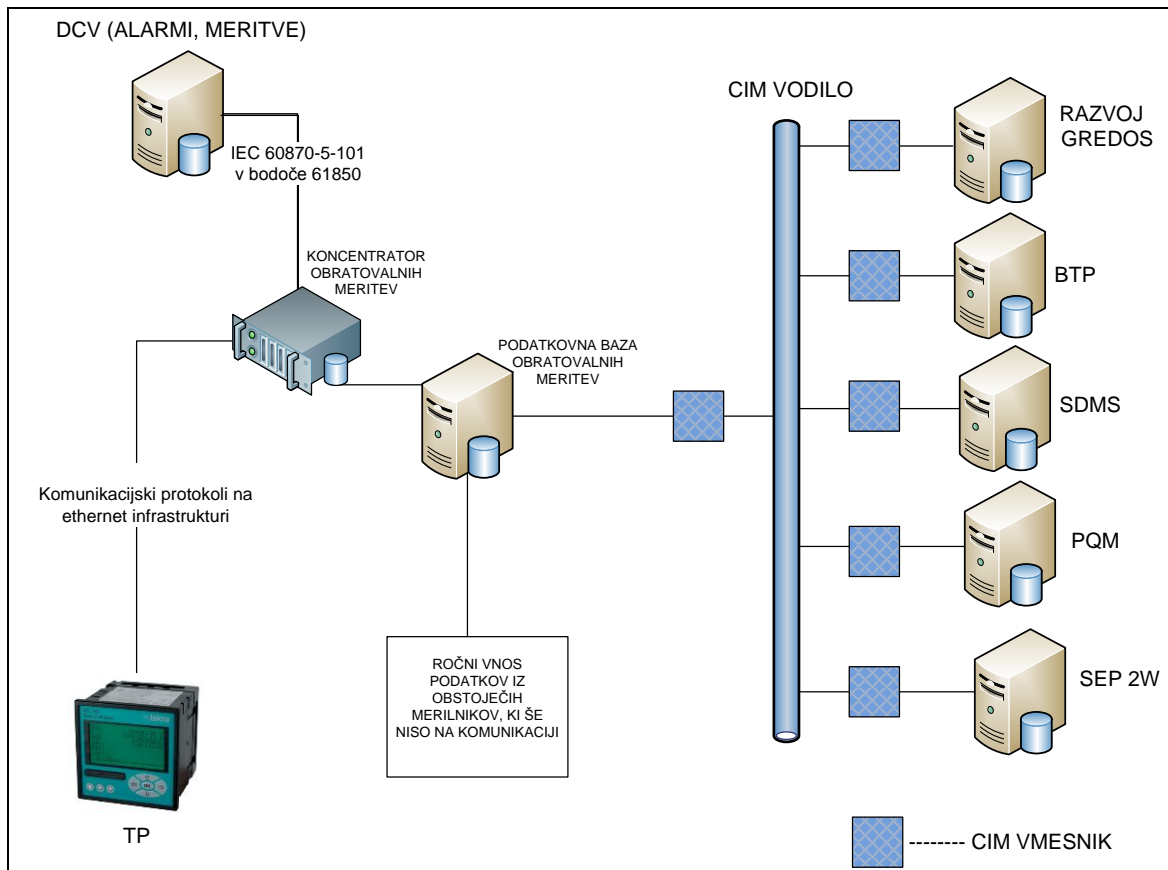 DCV (ALARMI, MERITVE)
IEC 60870-5-101
v bodoče 61850
KONCENTRATOR
OBRATOVALNIH
MERITEV
PODATKOVNA BAZA
OBRATOVALNIH
MERITEV
CIM VODILO
RAZVOJ
GREDOS
BTP
SDMS
PQM
SEP 2W
Komunikacijski protokoli na
ethernet infrastrukturi
ROČNI VNOS
PODATKOV IZ
OBSTOJEČIH
MERILNIKOV, KI ŠE
NISO NA KOMUNIKACIJI
Iskra
TP
CIM VMESNIK